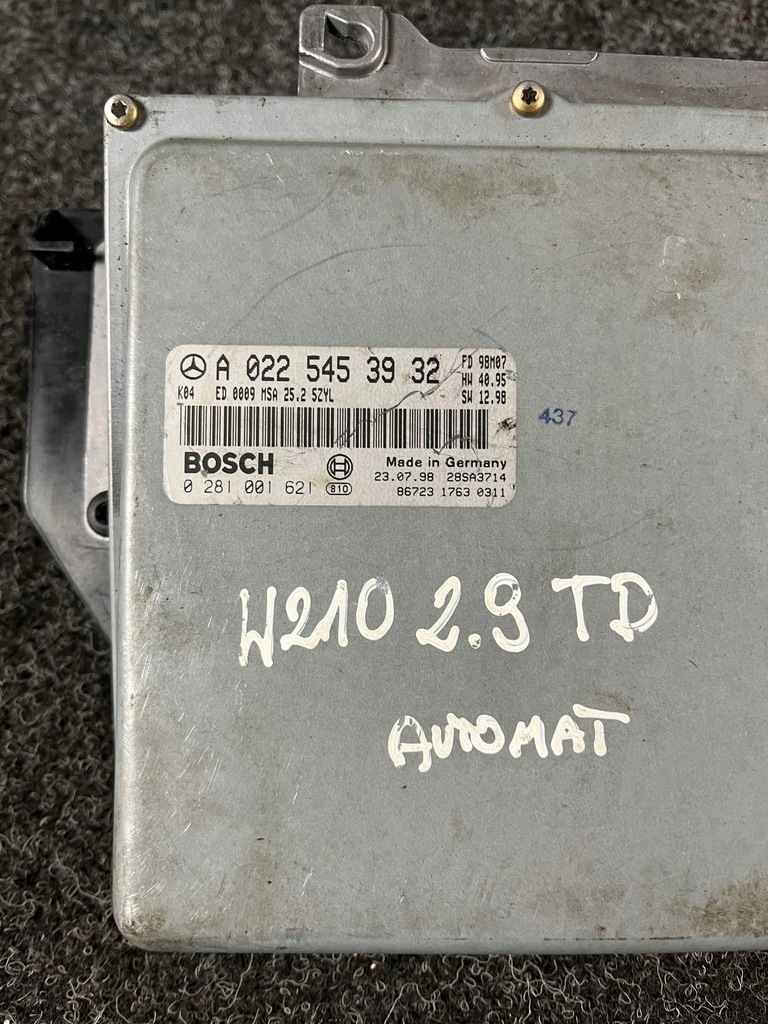 A 022 545 39 32
FD 98M07
HW 40.95
K04 ED 0009 MSA 25.2 5ZYL
SW 12.98
437
BOSCH
Made in Germany
23.07.98 28SA3714
0 281 001 621 S10
86723 1763 0311
W210 2.9 TD
AUTOMAT